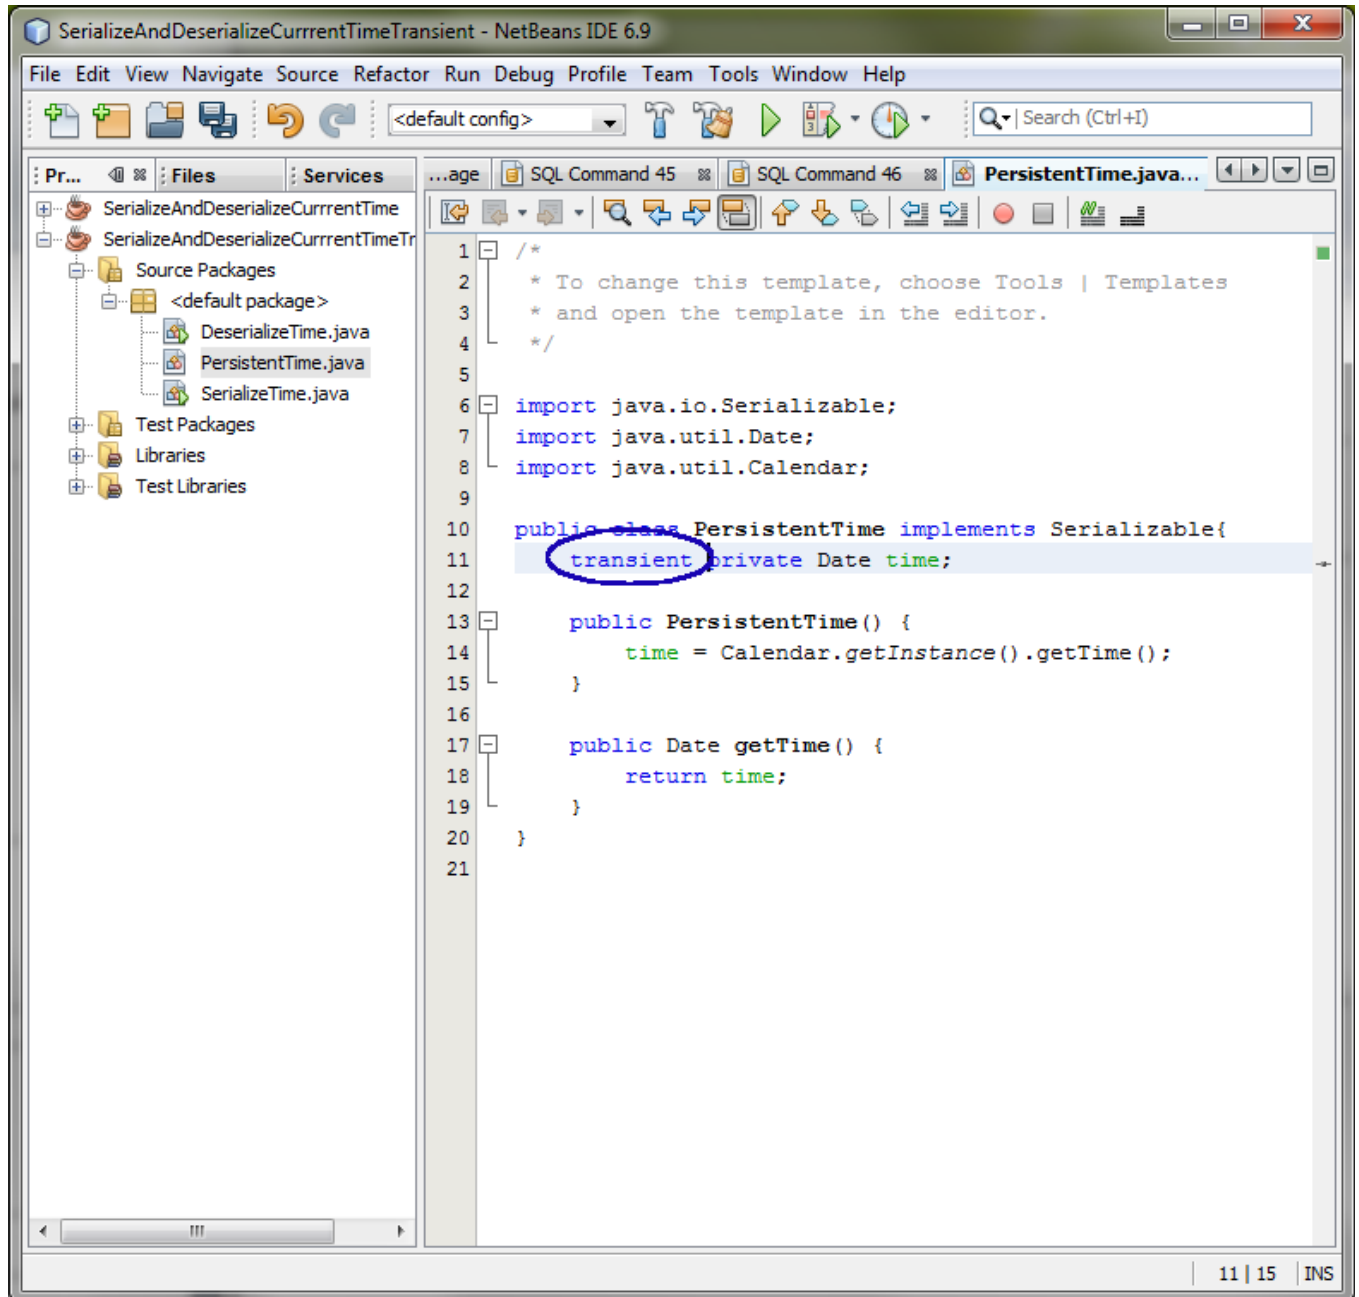 SerializeAndDeserializeCurrrentTimeTransient - NetBeans IDE 6.9
File Edit View Navigate Source Refactor Run Debug Profile Team Tools Window Help
<default config>
Search (Ctrl+I)
Pr...
Files
Services
...age
SQL Command 45
SQL Command 46
PersistentTime.java...
SerializeAndDeserializeCurrrentTime
SerializeAndDeserializeCurrrentTimeTr
Source Packages
<default package>
DeserializeTime.java
PersistentTime.java
SerializeTime.java
Test Packages
Libraries
Test Libraries
1 /*
2 * To change this template, choose Tools | Templates
3 * and open the template in the editor.
4 */
5
6 import java.io.Serializable;
7 import java.util.Date;
8 import java.util.Calendar;
9
10 public class PersistentTime implements Serializable{
11 transient private Date time;
12
13 public PersistentTime() {
14 time = Calendar.getInstance().getTime();
15 }
16
17 public Date getTime() {
18 return time;
19 }
20 }
21
11 | 15 INS